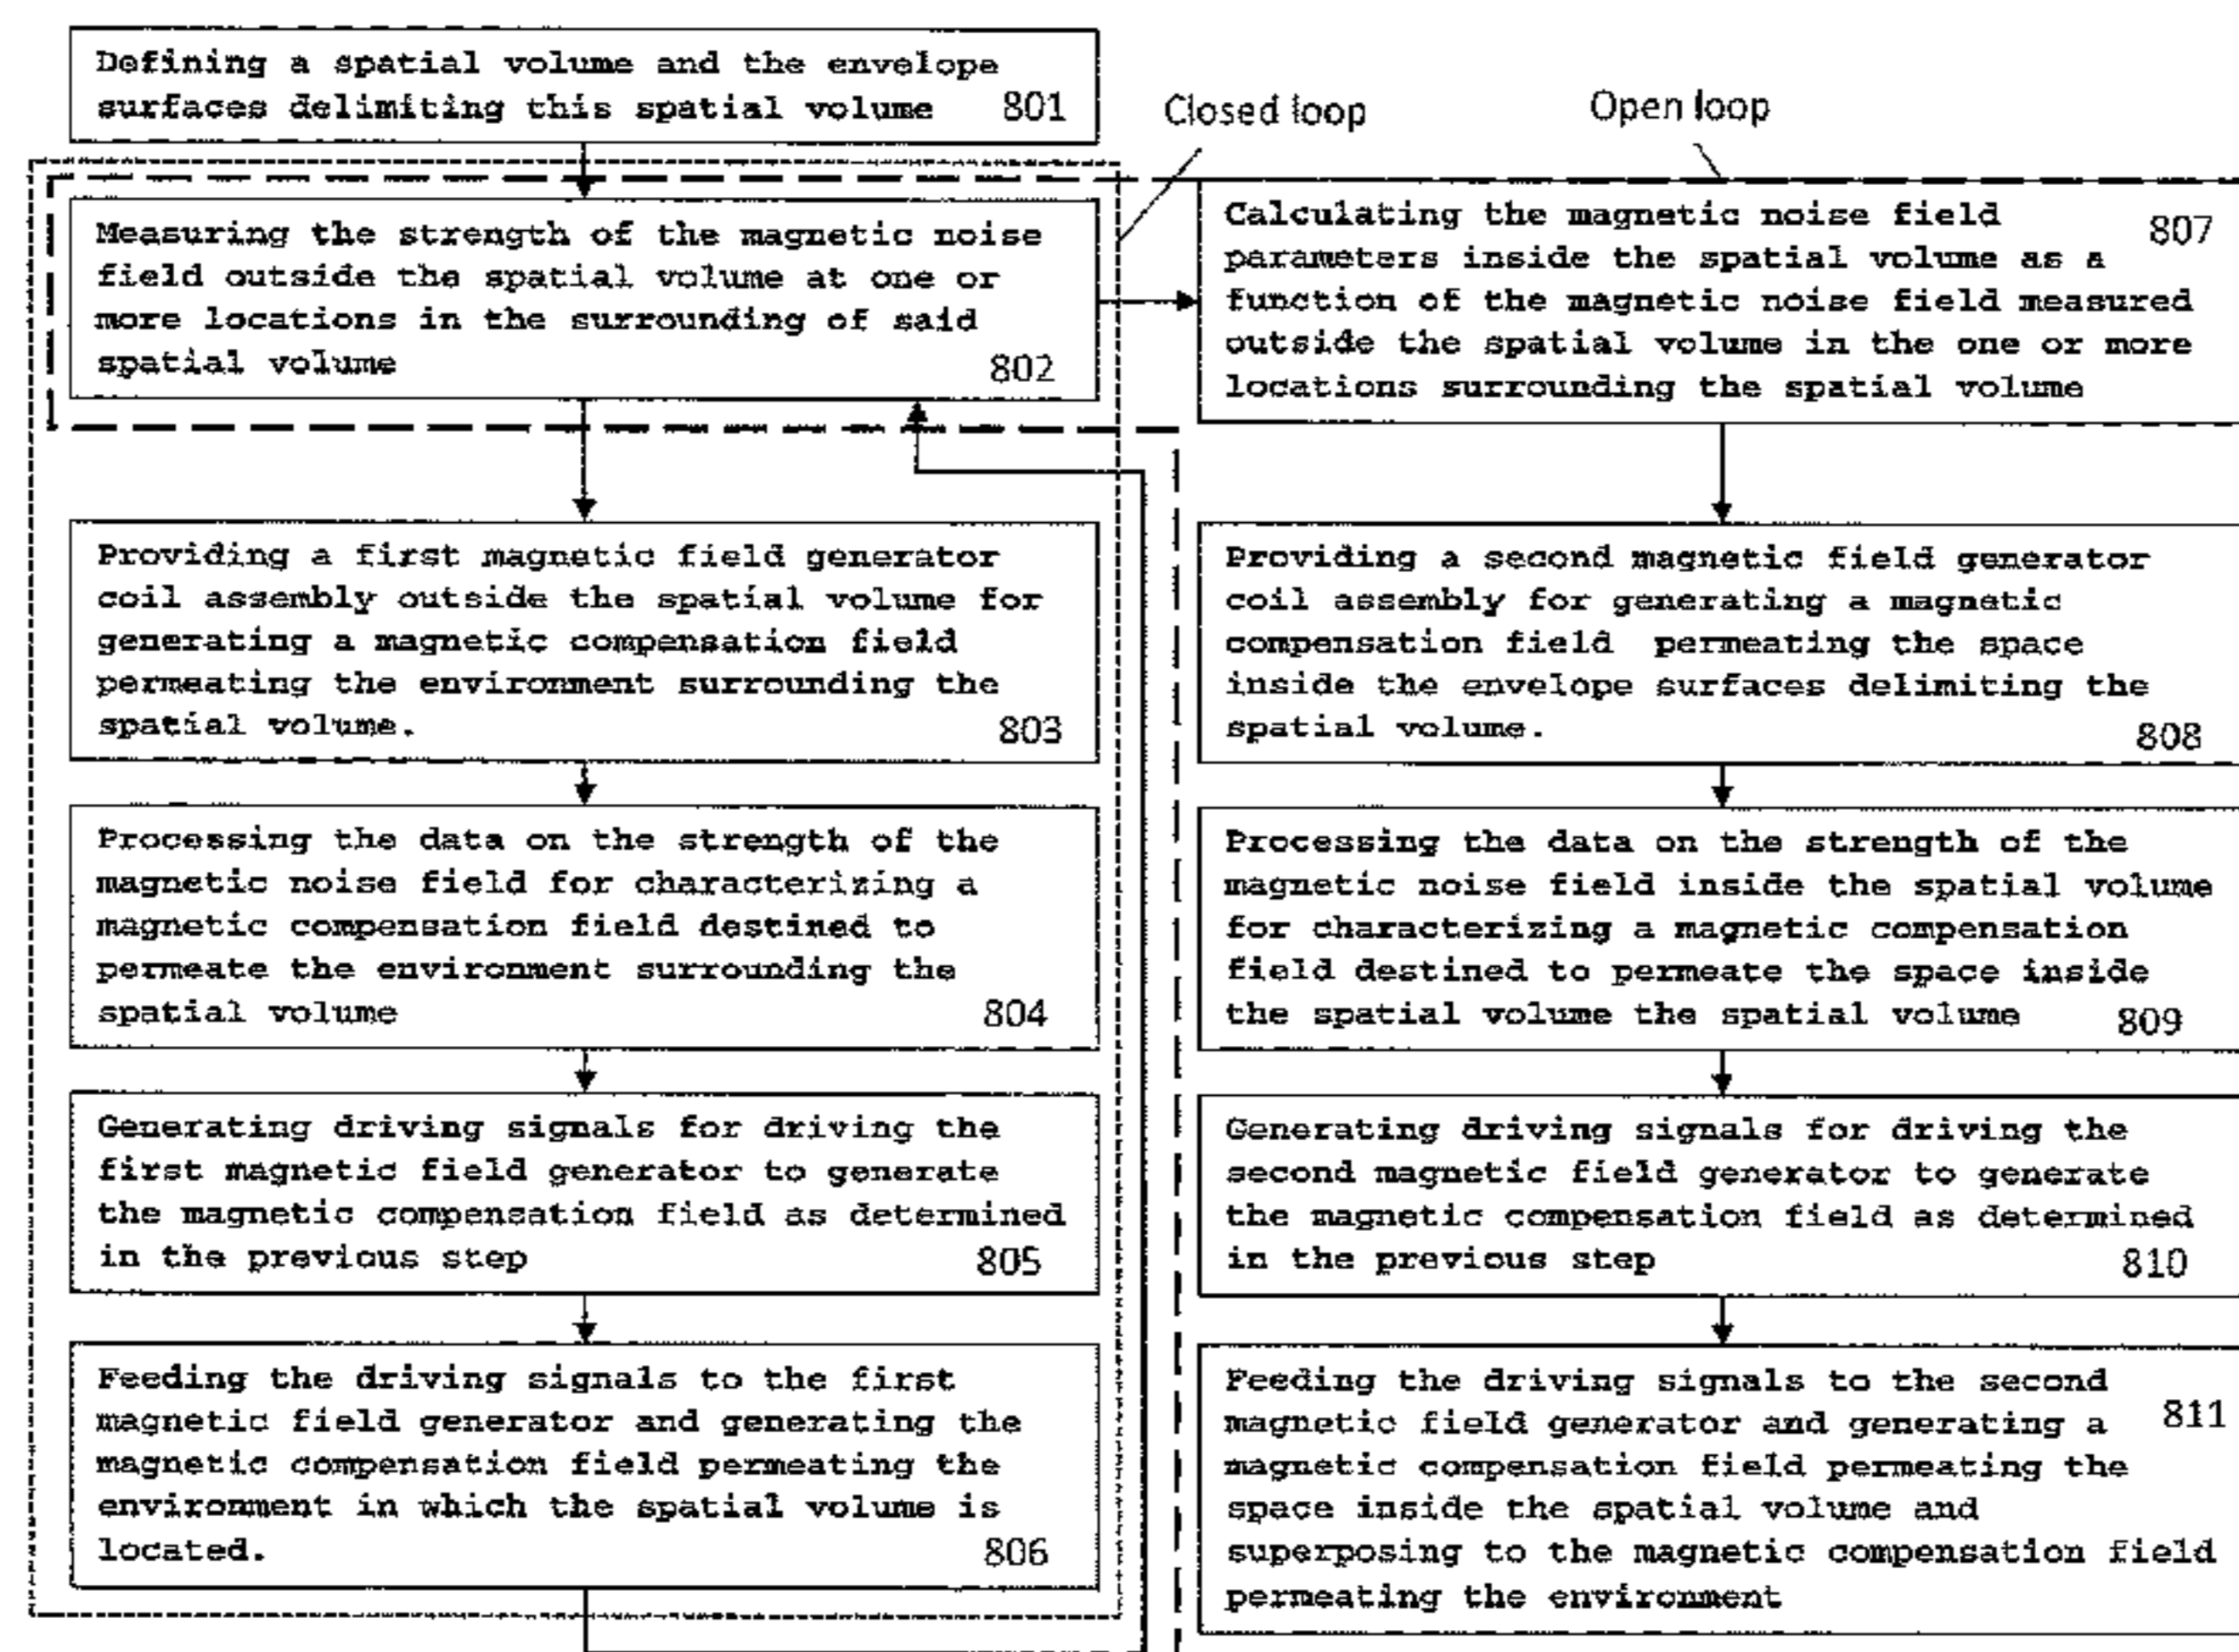 Defining a spatial volume and the envelope
surfaces delimiting this spatial volume 801
Closed loop
Open loop
Measuring the strength of the magnetic noise
field outside the spatial volume at one or
more locations in the surrounding of said
spatial volume 802
Calculating the magnetic noise field 807
parameters inside the spatial volume as a
function of the magnetic noise field measured
outside the spatial volume in the one or more
locations surrounding the spatial volume
Providing a first magnetic field generator
coil assembly outside the spatial volume for
generating a magnetic compensation field
permeating the environment surrounding the
spatial volume. 803
Providing a second magnetic field generator
coil assembly for generating a magnetic
compensation field permeating the space
inside the envelope surfaces delimiting the
spatial volume. 808
Processing the data on the strength of the
magnetic noise field for characterizing a
magnetic compensation field destined to
permeate the environment surrounding the
spatial volume 804
Processing the data on the strength of the
magnetic noise field inside the spatial volume
for characterizing a magnetic compensation
field destined to permeate the space inside
the spatial volume the spatial volume 809
Generating driving signals for driving the
first magnetic field generator to generate
the magnetic compensation field as determined
in the previous step 805
Generating driving signals for driving the
second magnetic field generator to generate
the magnetic compensation field as determined
in the previous step 810
Feeding the driving signals to the first
magnetic field generator and generating the
magnetic compensation field permeating the
environment in which the spatial volume is
located. 806
Feeding the driving signals to the second
magnetic field generator and generating a 811
magnetic compensation field permeating the
space inside the spatial volume and
superposing to the magnetic compensation field
permeating the environment